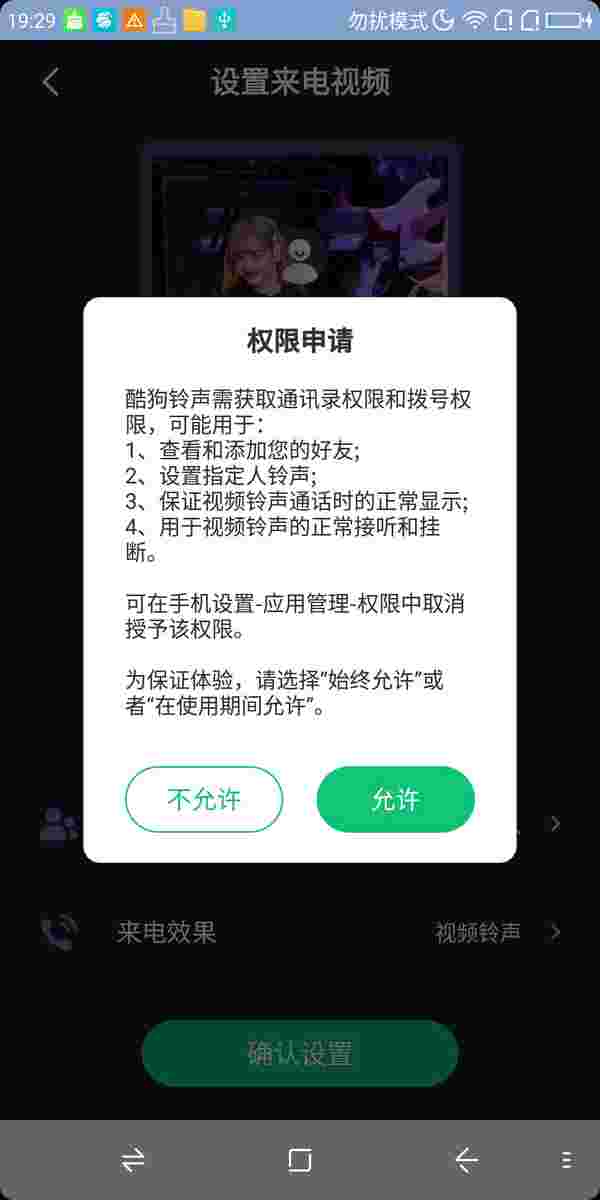 19:29
勿扰模式
设置来电视频
权限申请
酷狗铃声需获取通讯录权限和拨号权
限，可能用于：
1、查看和添加您的好友;
2、设置指定人铃声;
3、保证视频铃声通话时的正常显示;
4、用于视频铃声的正常接听和挂
断。
可在手机设置-应用管理-权限中取消
授予该权限。
为保证体验，请选择“始终允许”或
者“在使用期间允许”。
不允许
允许
来电效果
视频铃声
确认设置